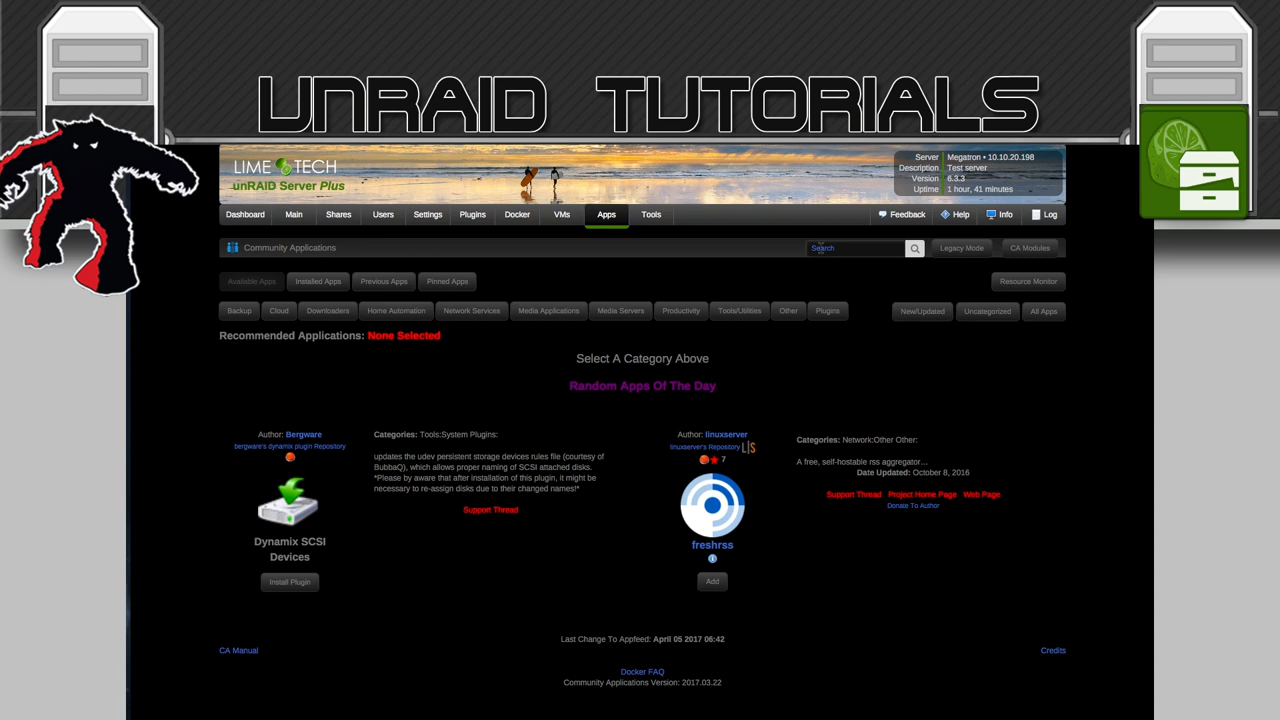 UNRAID TUTORIALS
LIME TECH
unRAID Server Plus
Server Megatron • 10.10.20.198
Description Test server
Version 6.3.3
Uptime 1 hour, 41 minutes
Dashboard Main Shares Users Settings Plugins Docker VMs Apps Tools Feedback Help Info Log
Community Applications Search Legacy Mode CA Modules
Available Apps Installed Apps Previous Apps Pinned Apps Resource Monitor
Backup Cloud Downloaders Home Automation Network Services Media Applications Media Servers Productivity Tools/Utilities Other Plugins New/Updated Uncategorized All Apps
Recommended Applications: None Selected
Select A Category Above
Random Apps Of The Day
Author: Bergware
bergware's dynamix plugin Repository
Dynamix SCSI
Devices
Install Plugin
Categories: Tools:System Plugins:
updates the udev persistent storage devices rules file (courtesy of
BubbaQ), which allows proper naming of SCSI attached disks.
*Please by aware that after installation of this plugin, it might be
necessary to re-assign disks due to their changed names!*
Support Thread
Author: linuxserver
linuxserver's Repository L|S
7
freshrss
Add
Categories: Network:Other Other:
A free, self-hostable rss aggregator…
Date Updated: October 8, 2016
Support Thread Project Home Page Web Page
Donate To Author
Last Change To Appfeed: April 05 2017 06:42
CA Manual Credits
Docker FAQ
Community Applications Version: 2017.03.22